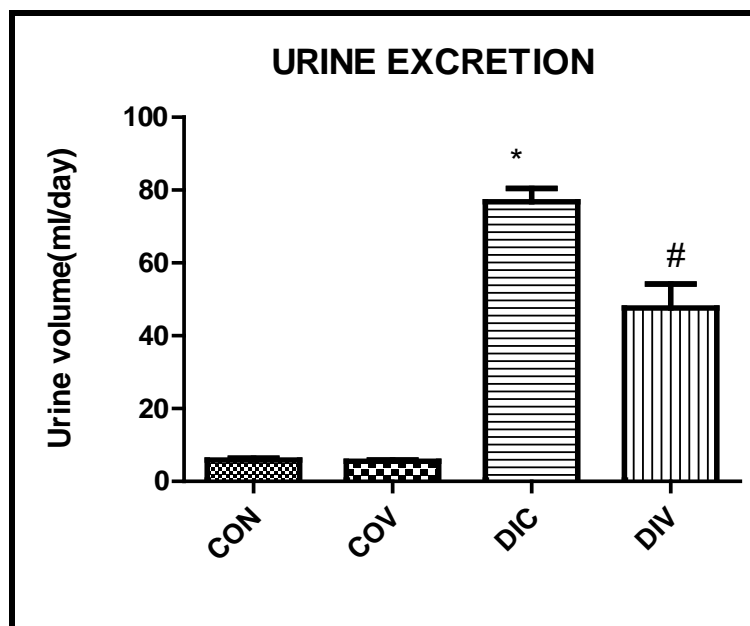 URINE EXCRETION
Urine volume(ml/day)
100
80
60
40
20
0
*
#
CON
COV
DIC
DIV